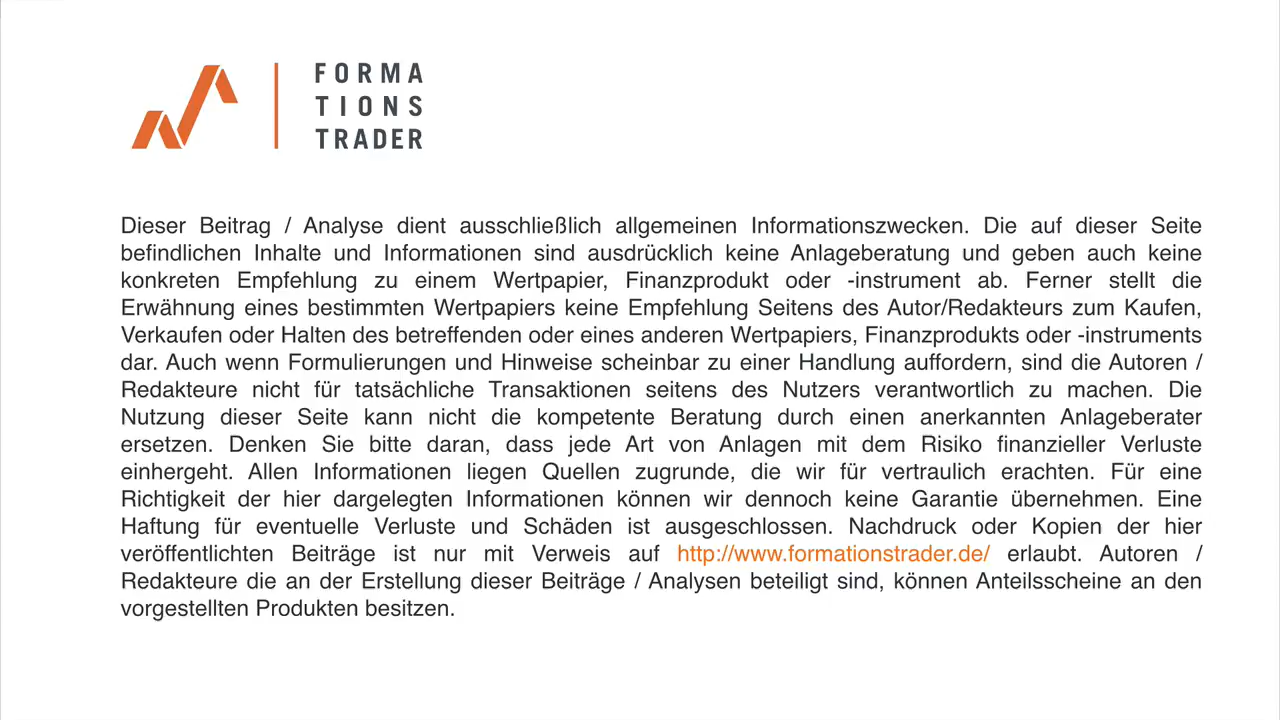 FORMA
TIONS
TRADER
Dieser Beitrag / Analyse dient ausschließlich allgemeinen Informationszwecken. Die auf dieser Seite
befindlichen Inhalte und Informationen sind ausdrücklich keine Anlageberatung und geben auch keine
konkreten Empfehlung zu einem Wertpapier, Finanzprodukt oder -instrument ab. Ferner stellt die
Erwähnung eines bestimmten Wertpapiers keine Empfehlung Seitens des Autor/Redakteurs zum Kaufen,
Verkaufen oder Halten des betreffenden oder eines anderen Wertpapiers, Finanzprodukts oder -instruments
dar. Auch wenn Formulierungen und Hinweise scheinbar zu einer Handlung auffordern, sind die Autoren /
Redakteure nicht für tatsächliche Transaktionen seitens des Nutzers verantwortlich zu machen. Die
Nutzung dieser Seite kann nicht die kompetente Beratung durch einen anerkannten Anlageberater
ersetzen. Denken Sie bitte daran, dass jede Art von Anlagen mit dem Risiko finanzieller Verluste
einhergeht. Allen Informationen liegen Quellen zugrunde, die wir für vertraulich erachten. Für eine
Richtigkeit der hier dargelegten Informationen können wir dennoch keine Garantie übernehmen. Eine
Haftung für eventuelle Verluste und Schäden ist ausgeschlossen. Nachdruck oder Kopien der hier
veröffentlichten Beiträge ist nur mit Verweis auf http://www.formationstrader.de/ erlaubt. Autoren /
Redakteure die an der Erstellung dieser Beiträge / Analysen beteiligt sind, können Anteilsscheine an den
vorgestellten Produkten besitzen.